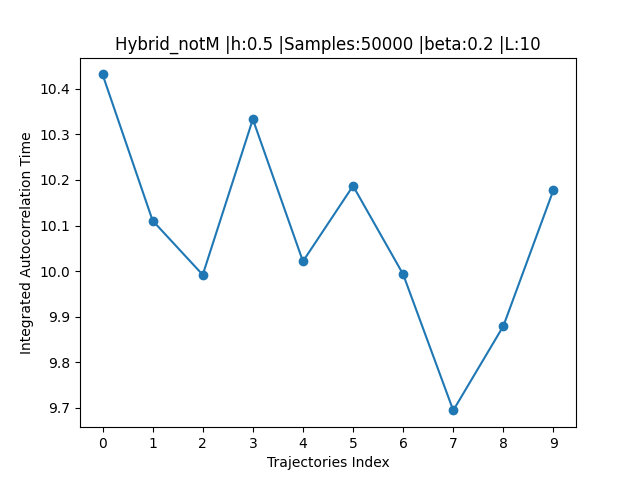 Hybrid_notM |h:0.5 |Samples:50000 |beta:0.2 |L:10
Integrated Autocorrelation Time
10.4
10.3
10.2
10.1
10.0
9.9
9.8
9.7
0 1 2 3 4 5 6 7 8 9
Trajectories Index